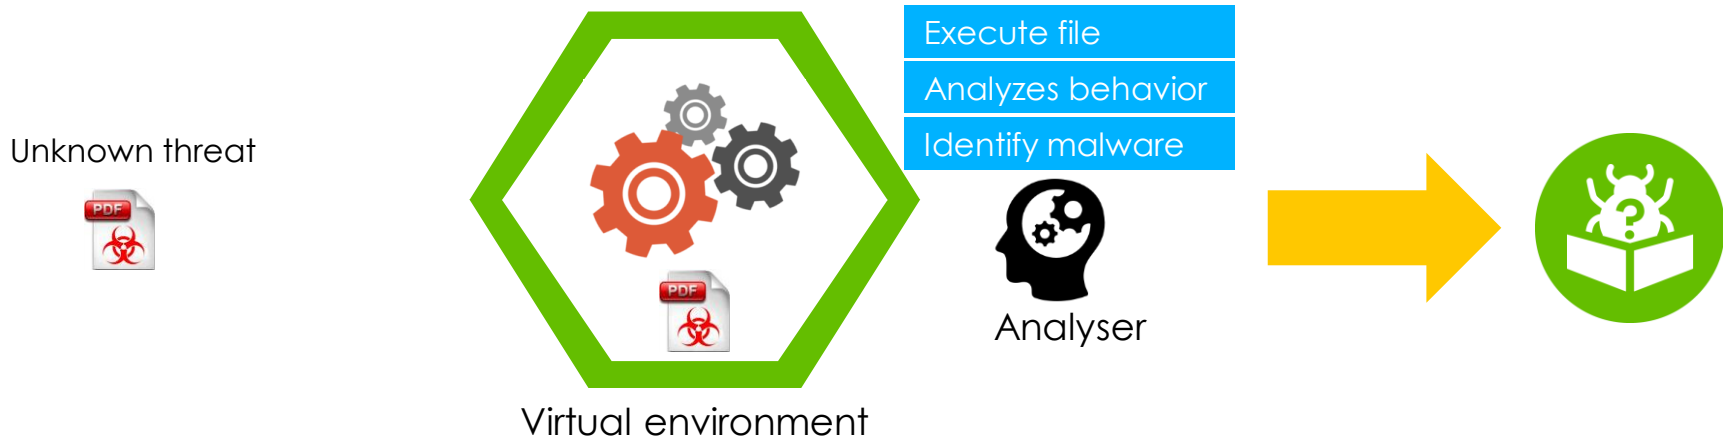 Unknown threat
PDF
PDF
Virtual environment
Execute file
Analyzes behavior
Identify malware
Analyser
?